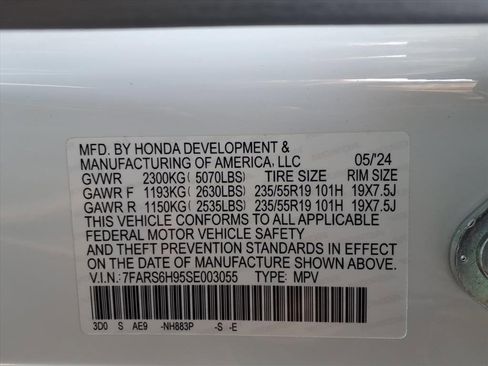 MFD. BY HONDA DEVELOPMENT &
MANUFACTURING OF AMERICA, LLC 05/'24
GVWR 2300KG( 5070LBS) TIRE SIZE RIM SIZE
GAWR F 1193KG( 2630LBS) 235/55R19 101H 19X7.5J
GAWR R 1150KG( 2535LBS) 235/55R19 101H 19X7.5J
THIS VEHICLE CONFORMS TO ALL APPLICABLE
FEDERAL MOTOR VEHICLE SAFETY
AND THEFT PREVENTION STANDARDS IN EFFECT
ON THE DATE OF MANUFACTURE SHOWN ABOVE.
V.I.N.: 7FARS6H95SE003055 TYPE: MPV
3D0 S AE9 -NH883P -S -E